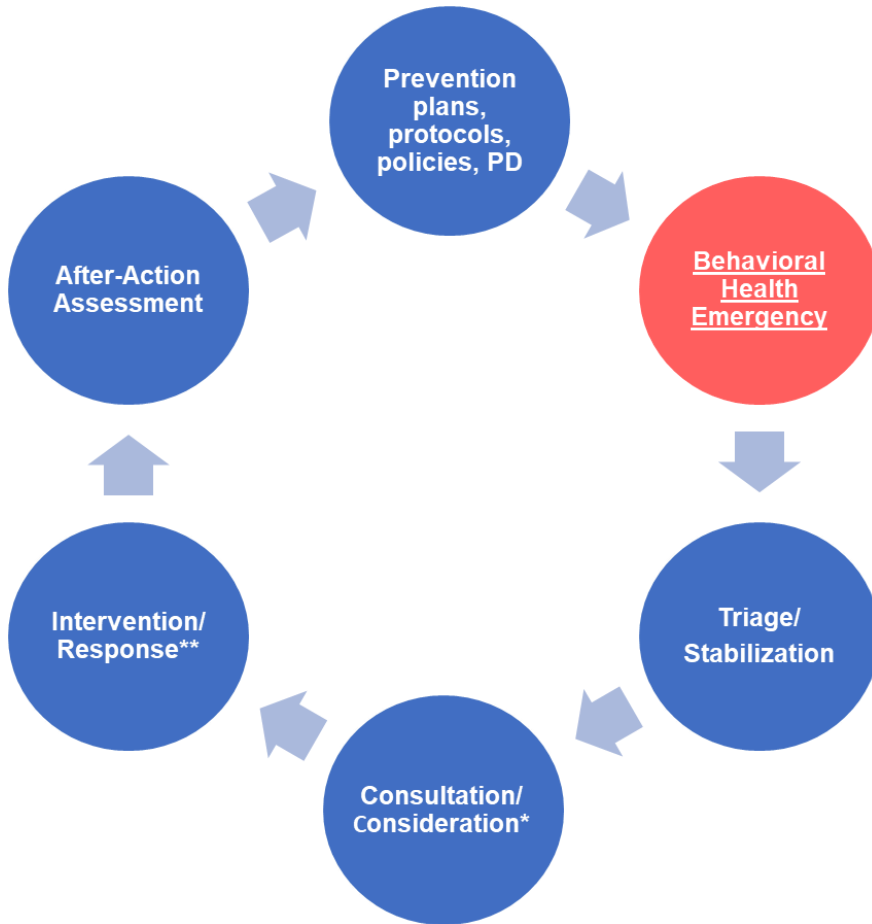 Prevention
plans,
protocols,
policies, PD
Behavioral
Health
Emergency
Triage/
Stabilization
Consultation/
Consideration*
Intervention/
Response**
After-Action
Assessment